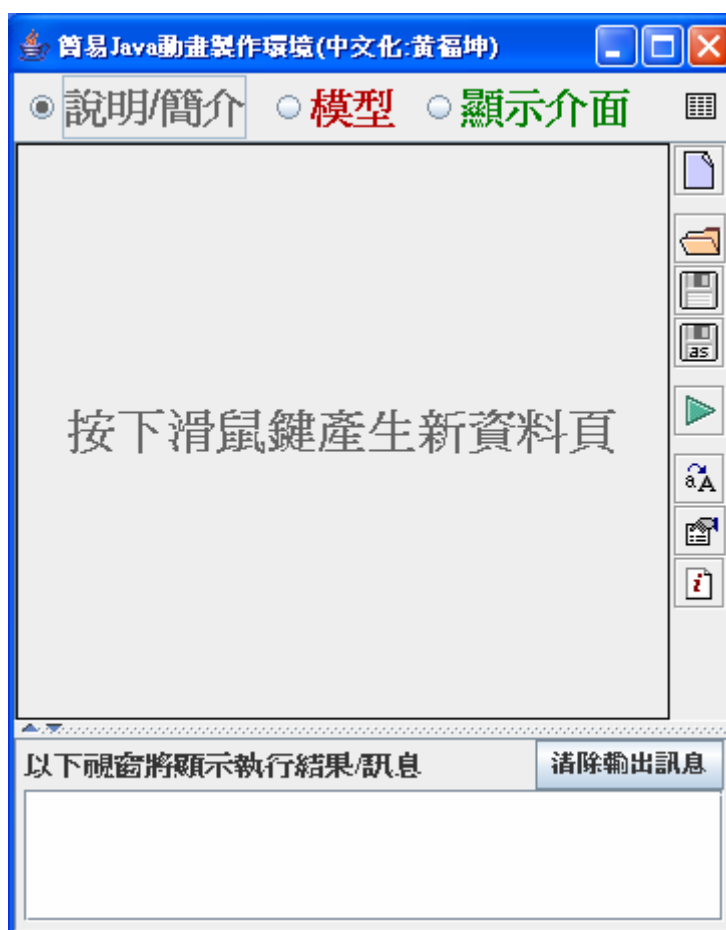 簡易Java動畫製作環境(中文化:黃福坤)
說明/簡介 模型 顯示介面
as
按下滑鼠鍵產生新資料頁
aA
i
以下視窗將顯示執行結果/訊息 清除輸出訊息